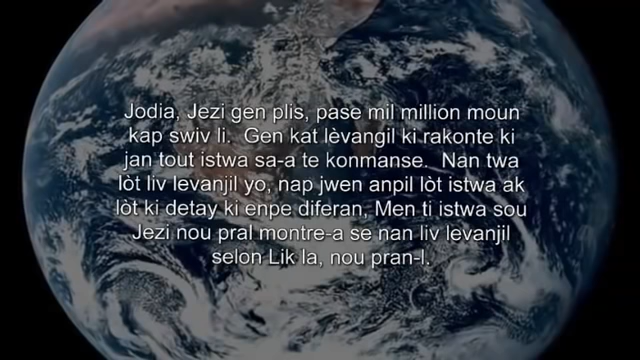 Jodia, Jezi gen plis, pase mil million moun
kap swiv li.  Gen kat lèvangil ki rakonte ki
jan tout istwa sa-a te konmanse.  Nan twa
lòt liv levanjil yo, nap jwen anpil lòt istwa ak
lòt ki detay ki enpe diferan, Men ti istwa sou
Jezi nou pral montre-a se nan liv levanjil
selon Lik la, nou pran-l.